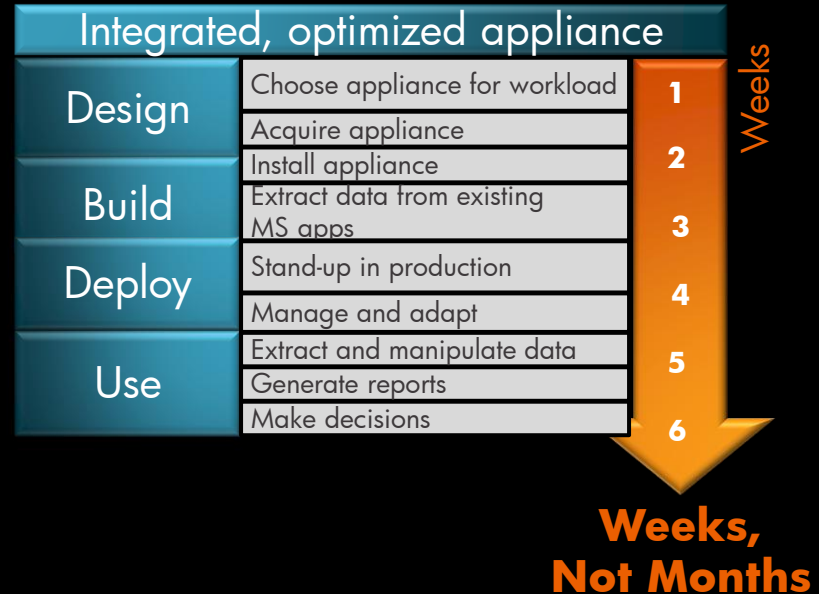 Integrated, optimized appliance
Weeks
Design
Choose appliance for workload
1
Acquire appliance
2
Build
Install appliance
Extract data from existing
MS apps
3
Deploy
Stand-up in production
4
Manage and adapt
Use
Extract and manipulate data
5
Generate reports
Make decisions
6
Weeks,
Not Months